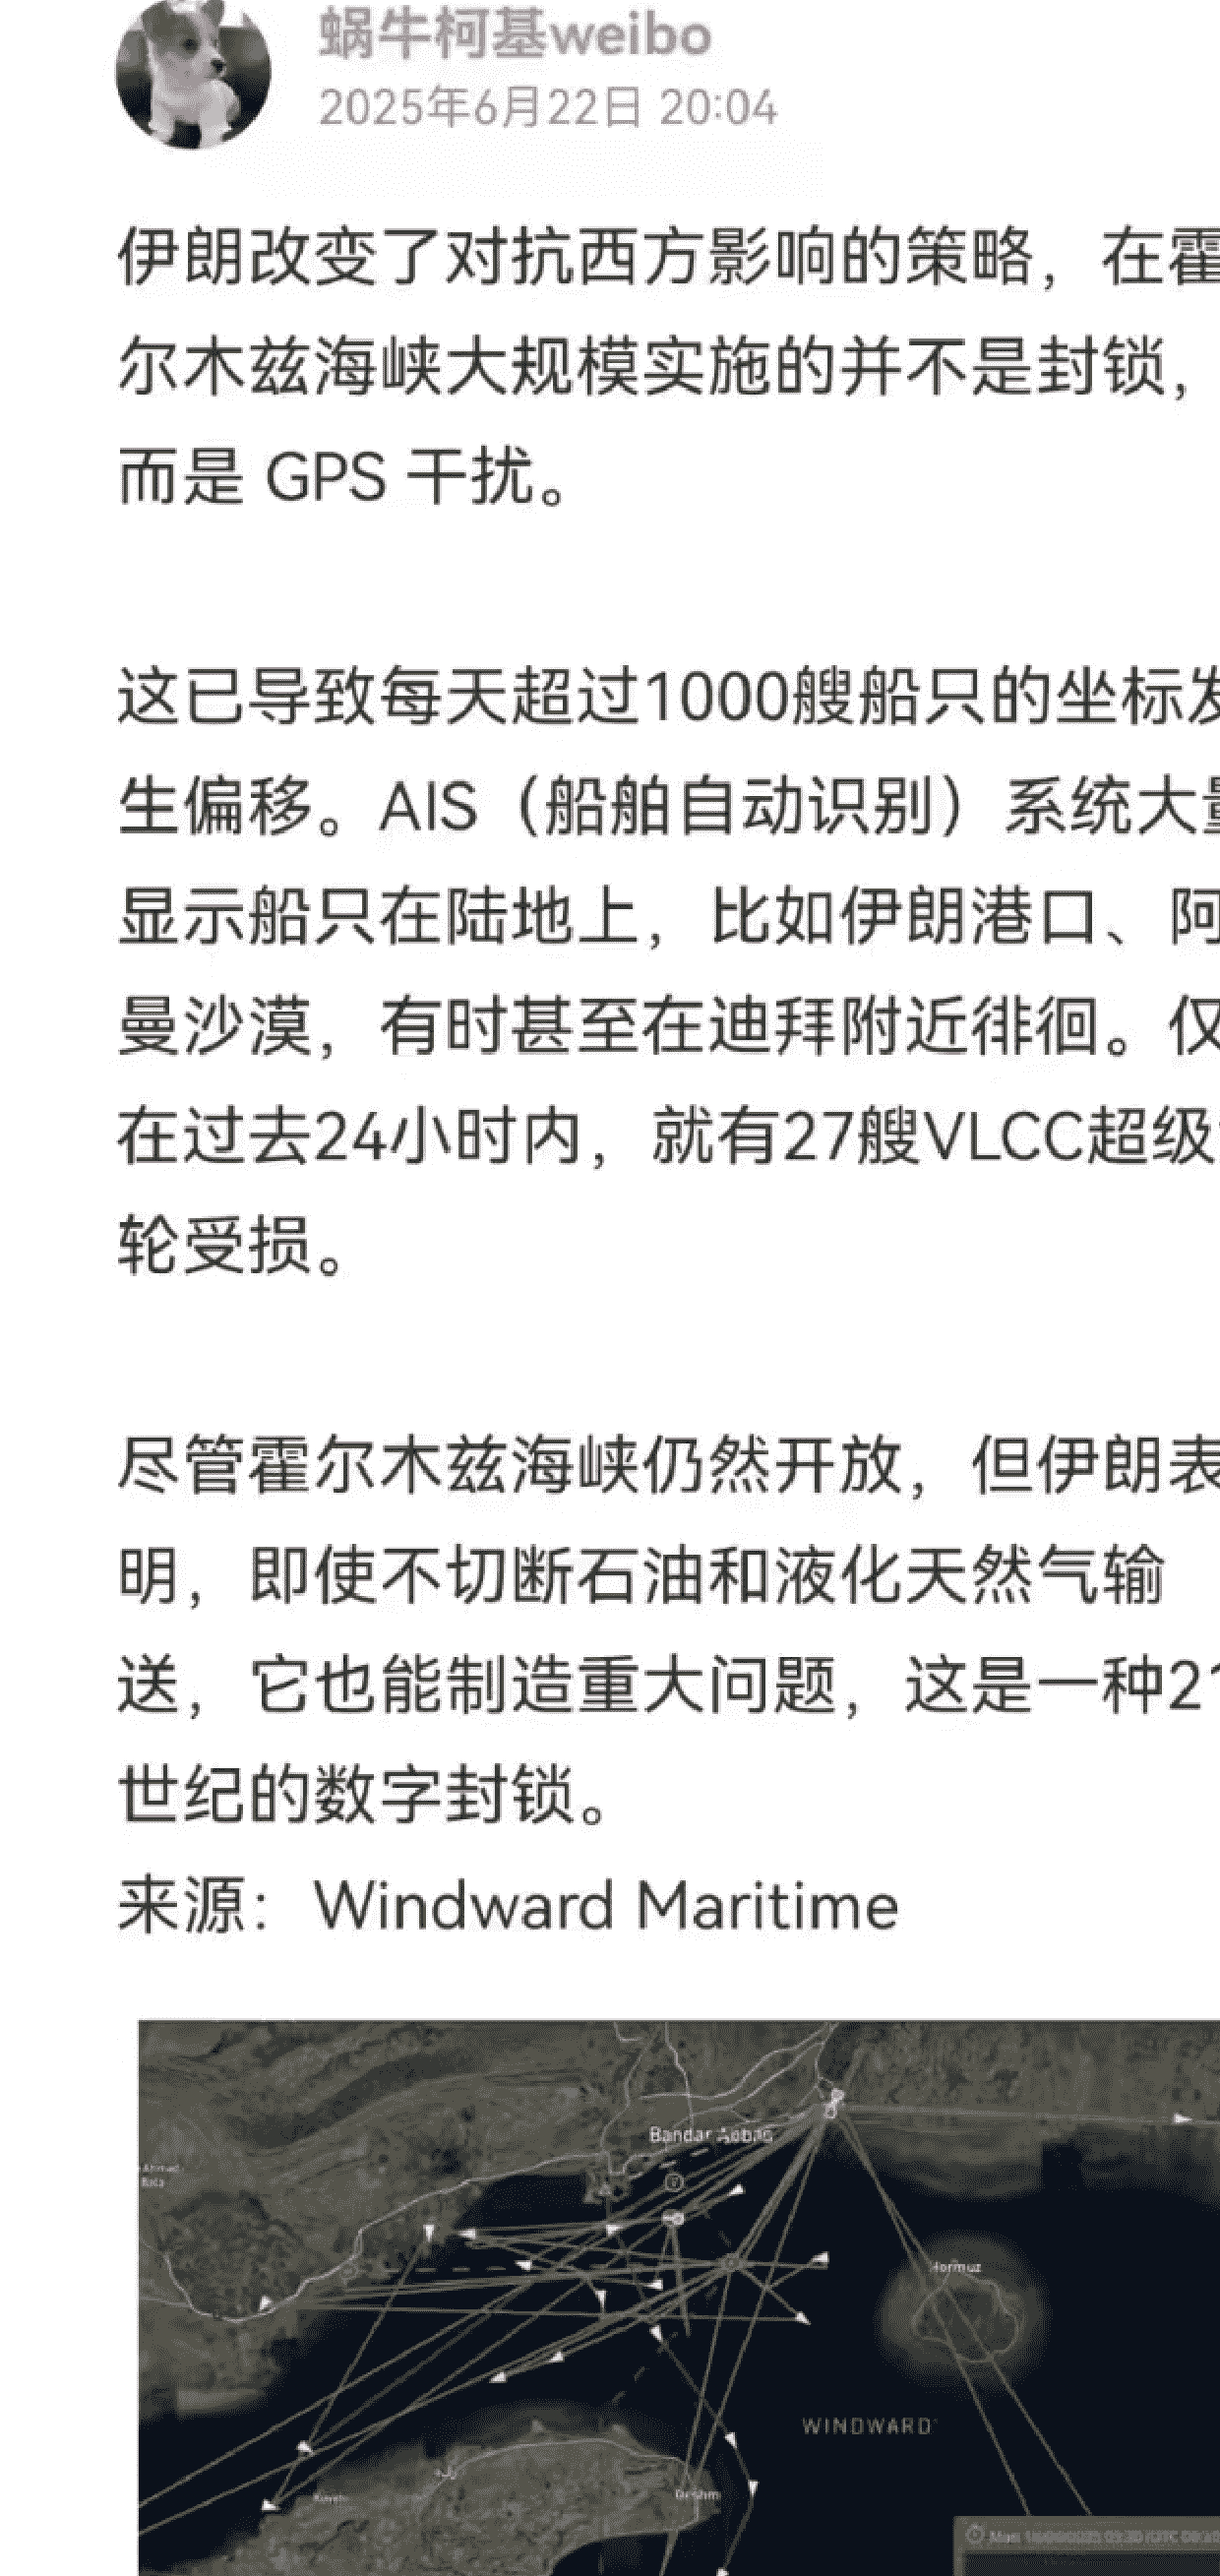 蜗牛柯基weibo
2025年6月22日 20:04
伊朗改变了对抗西方影响的策略，在霍
尔木兹海峡大规模实施的并不是封锁，
而是 GPS 干扰。
这已导致每天超过1000艘船只的坐标发
生偏移。AIS（船舶自动识别）系统大量
显示船只在陆地上，比如伊朗港口、阿
曼沙漠，有时甚至在迪拜附近徘徊。仅
在过去24小时内，就有27艘VLCC超级
轮受损。
尽管霍尔木兹海峡仍然开放，但伊朗表
明，即使不切断石油和液化天然气输
送，它也能制造重大问题，这是一种21
世纪的数字封锁。
来源：Windward Maritime
Bandar Abbas
Hormuz
WINDWARD
Qeshm